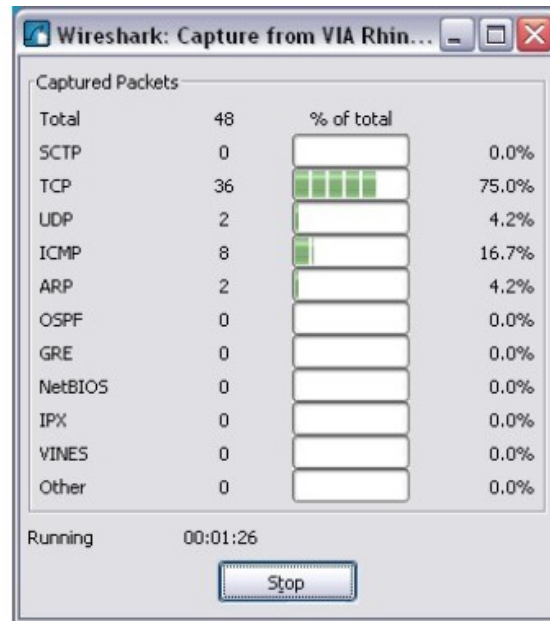 Wireshark: Capture from VIA Rhin...
Captured Packets
Total 48 % of total
SCTP 0 0.0%
TCP 36 75.0%
UDP 2 4.2%
ICMP 8 16.7%
ARP 2 4.2%
OSPF 0 0.0%
GRE 0 0.0%
NetBIOS 0 0.0%
IPX 0 0.0%
VINES 0 0.0%
Other 0 0.0%
Running 00:01:26
Stop